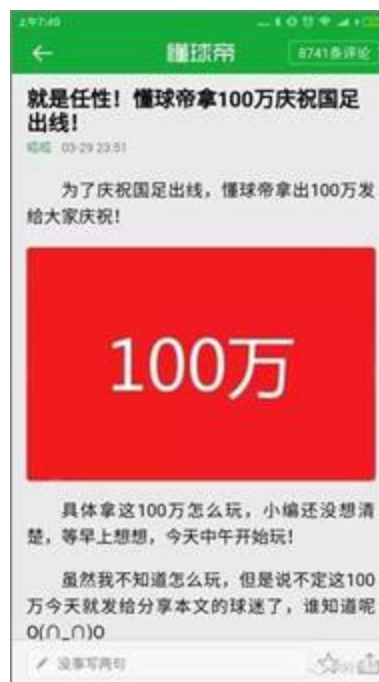 上午7:49
懂球帝
8741条评论
就是任性！懂球帝拿100万庆祝国足
出线！
03-29 23:51
为了庆祝国足出线，懂球帝拿出100万发
给大家庆祝！
100万
具体拿这100万怎么玩，小编还没想清
楚，等早上想想，今天中午开始玩！
虽然我不知道怎么玩，但是说不定这100
万今天就发给分享本文的球迷了，谁知道呢
O(∩_∩)O
没事写两句